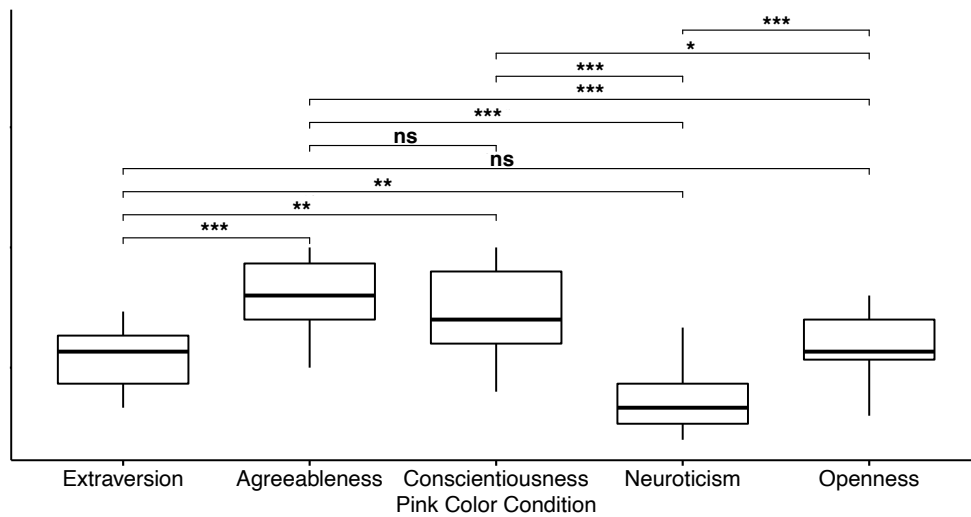 ***
*
***
***
***
ns
ns
**
**
***
Extraversion Agreeableness Conscientiousness Neuroticism Openness
Pink Color Condition